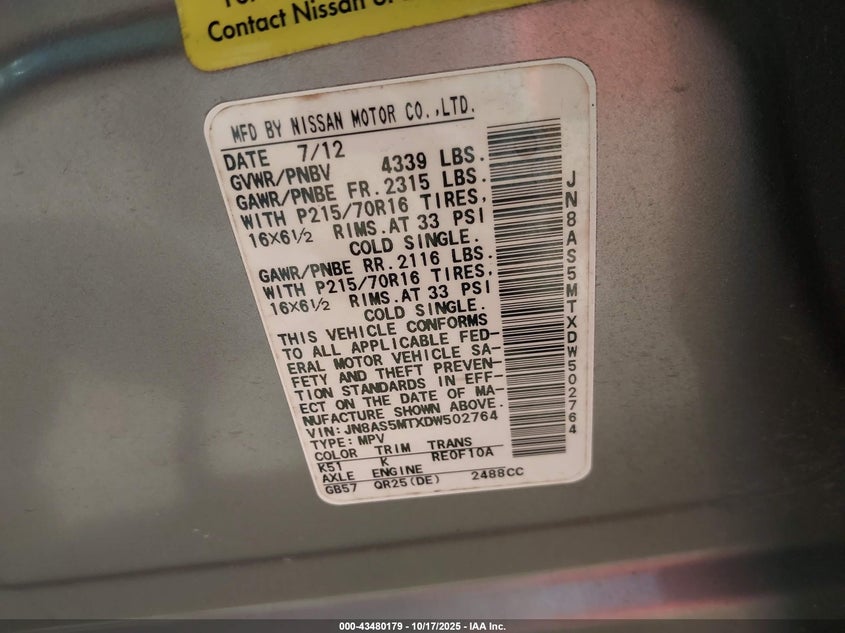 Contact Nissan
MFD BY NISSAN MOTOR CO.,LTD.
DATE 7/12
GVWR/PNBV 4339 LBS.
GAWR/PNBE FR. 2315 LBS.
WITH P215/70R16 TIRES,
16X6½ RIMS.AT 33 PSI
COLD SINGLE.
GAWR/PNBE RR. 2116 LBS.
WITH P215/70R16 TIRES,
16X6½ RIMS.AT 33 PSI
COLD SINGLE.
THIS VEHICLE CONFORMS
TO ALL APPLICABLE FED-
ERAL MOTOR VEHICLE SA-
FETY AND THEFT PREVEN-
TION STANDARDS IN EFF-
ECT ON THE DATE OF MA-
NUFACTURE SHOWN ABOVE.
VIN:JN8AS5MTXDW502764
TYPE:MPV
COLOR TRIM TRANS
K51 K RE0F10A
AXLE ENGINE
GB57 QR25(DE) 2488CC
JN8AS5MTXDW502764
000-43480179 - 10/17/2025 - IAA Inc.